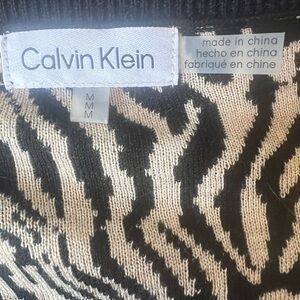 Calvin Klein
made in china
hecho en china
fabriqué en chine
M
M
M